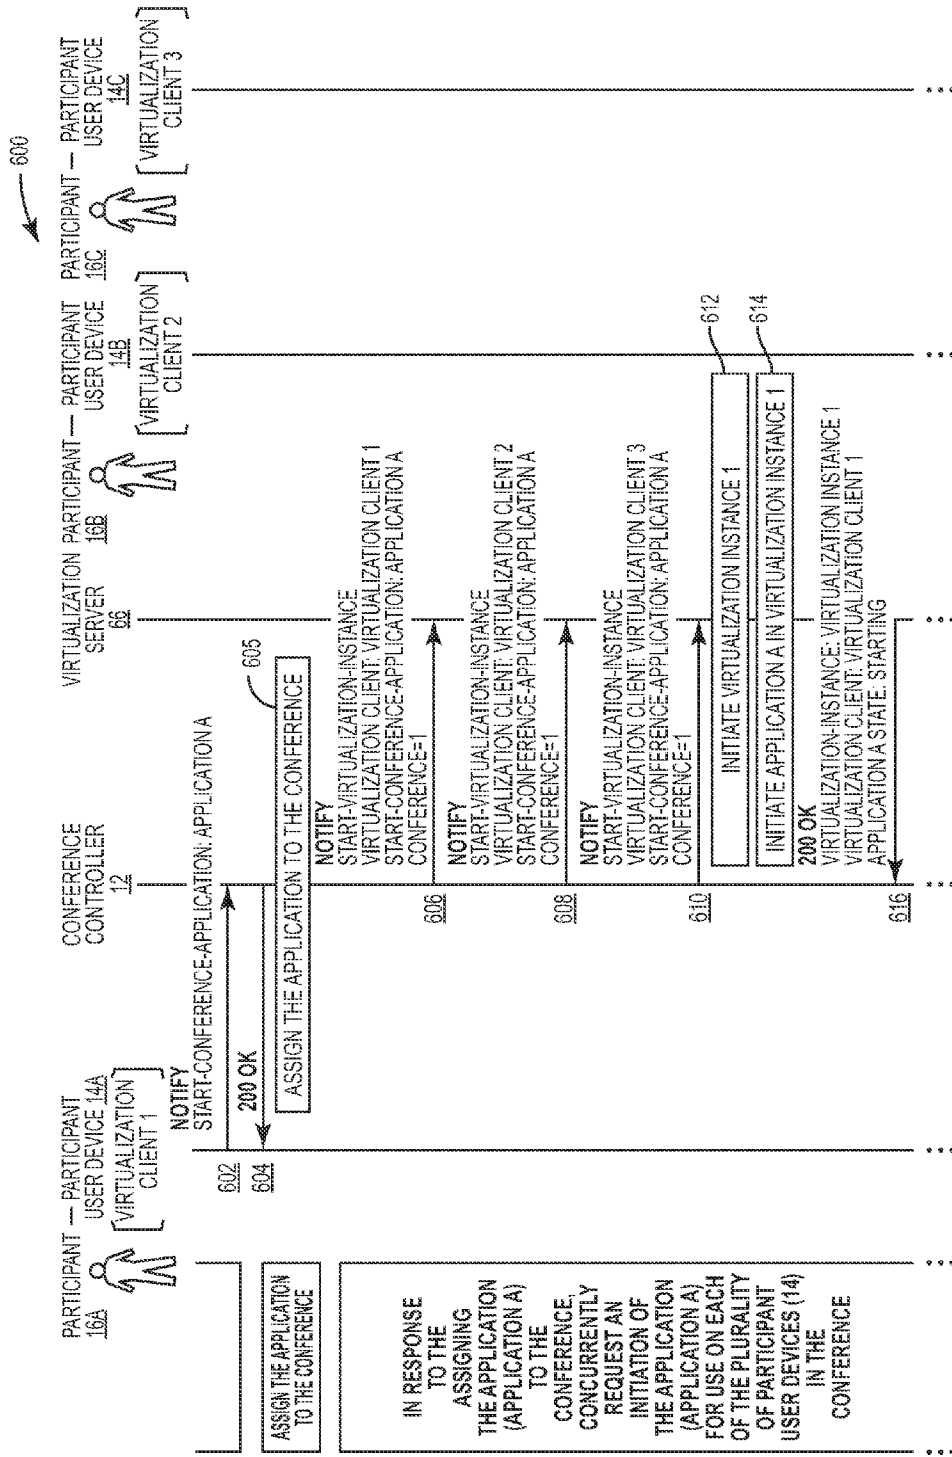 600
PARTICIPANT — PARTICIPANT
16A
USER DEVICE 14A
VIRTUALIZATION
CLIENT 1
CONFERENCE
CONTROLLER
12
VIRTUALIZATION
SERVER
66
PARTICIPANT — PARTICIPANT
16B
USER DEVICE
14B
VIRTUALIZATION
CLIENT 2
PARTICIPANT — PARTICIPANT
16C
USER DEVICE
14C
VIRTUALIZATION
CLIENT 3
NOTIFY
START-CONFERENCE-APPLICATION: APPLICATION A
602
200 OK
604
ASSIGN THE APPLICATION
TO THE CONFERENCE
ASSIGN THE APPLICATION TO THE CONFERENCE
605
IN RESPONSE
TO THE
ASSIGNING
THE APPLICATION
(APPLICATION A)
TO THE
CONFERENCE,
CONCURRENTLY
REQUEST AN
INITIATION OF
THE APPLICATION
(APPLICATION A)
FOR USE ON EACH
OF THE PLURALITY
OF PARTICIPANT
USER DEVICES (14)
IN THE
CONFERENCE
NOTIFY
START-VIRTUALIZATION-INSTANCE
VIRTUALIZATION CLIENT: VIRTUALIZATION CLIENT 1
START-CONFERENCE-APPLICATION: APPLICATION A
CONFERENCE=1
606
NOTIFY
START-VIRTUALIZATION-INSTANCE
VIRTUALIZATION CLIENT: VIRTUALIZATION CLIENT 2
START-CONFERENCE-APPLICATION: APPLICATION A
CONFERENCE=1
608
NOTIFY
START-VIRTUALIZATION-INSTANCE
VIRTUALIZATION CLIENT: VIRTUALIZATION CLIENT 3
START-CONFERENCE-APPLICATION: APPLICATION A
CONFERENCE=1
610
INITIATE VIRTUALIZATION INSTANCE 1
612
INITIATE APPLICATION A IN VIRTUALIZATION INSTANCE 1
614
200 OK
VIRTUALIZATION-INSTANCE: VIRTUALIZATION INSTANCE 1
VIRTUALIZATION CLIENT: VIRTUALIZATION CLIENT 1
APPLICATION A STATE: STARTING
616